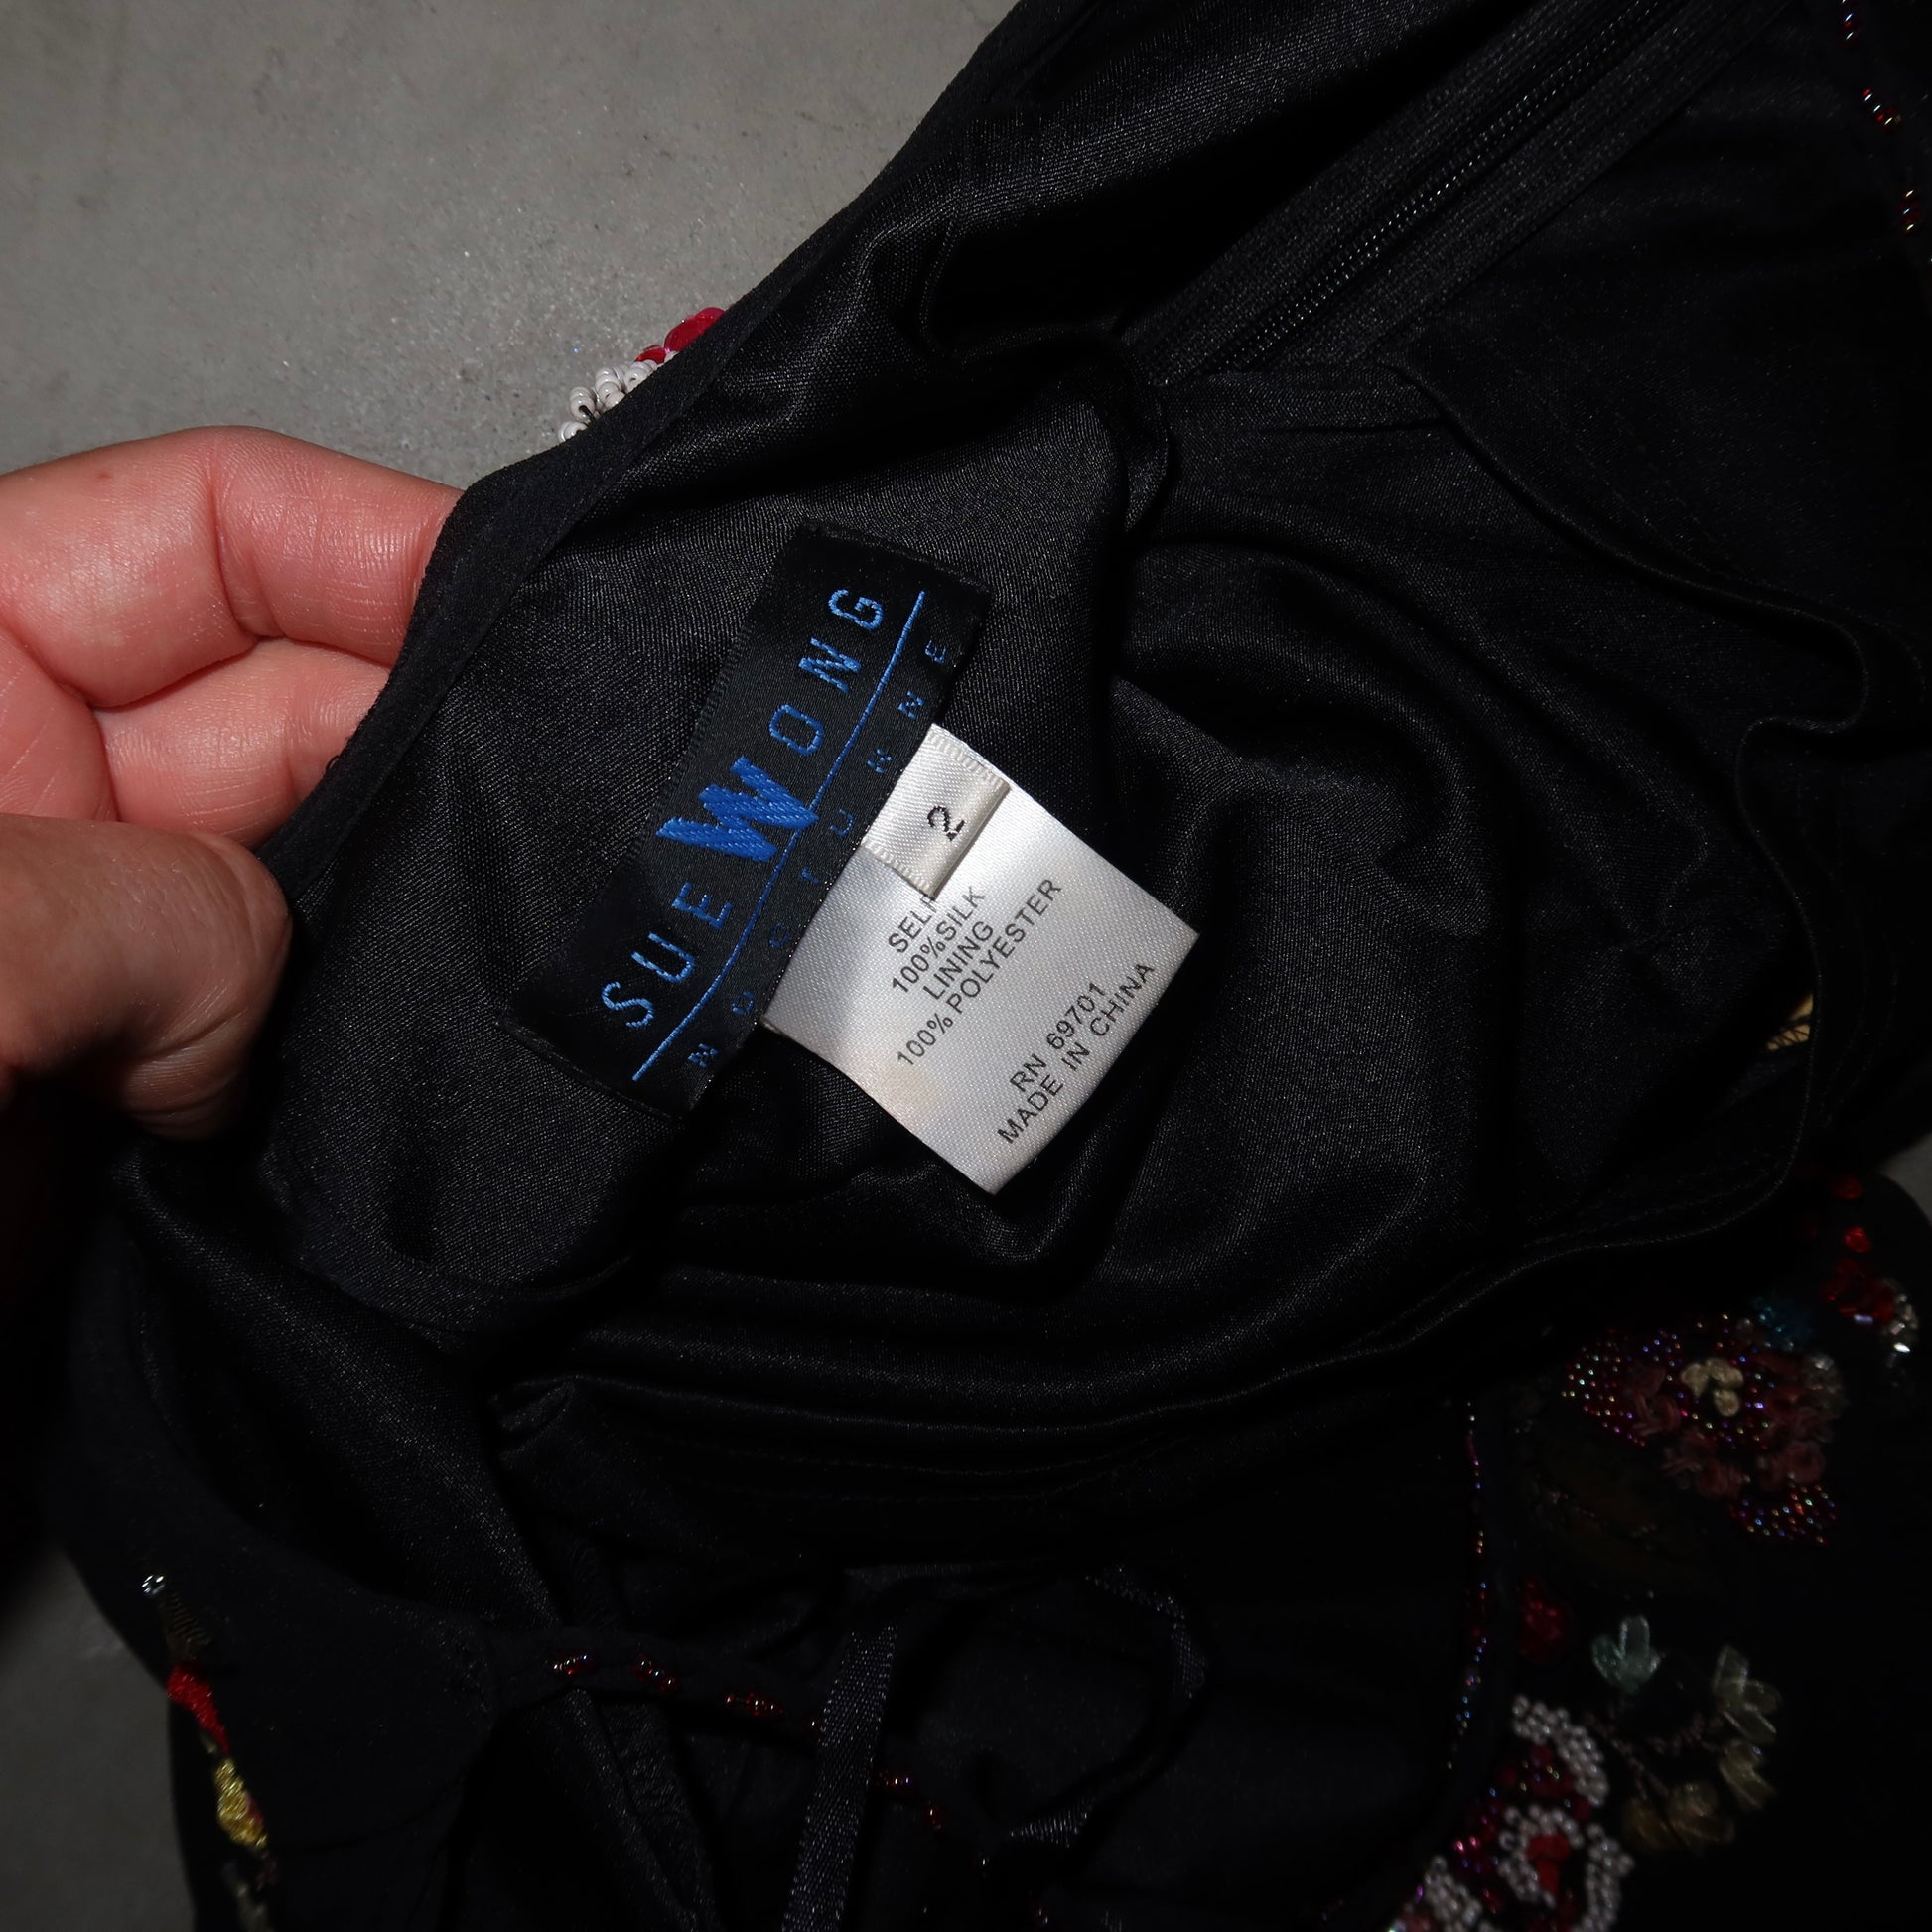 SUE WONG
NOCTURNE
2
SELF
100%SILK
LINING
100% POLYESTER
RN 69701
MADE IN CHINA